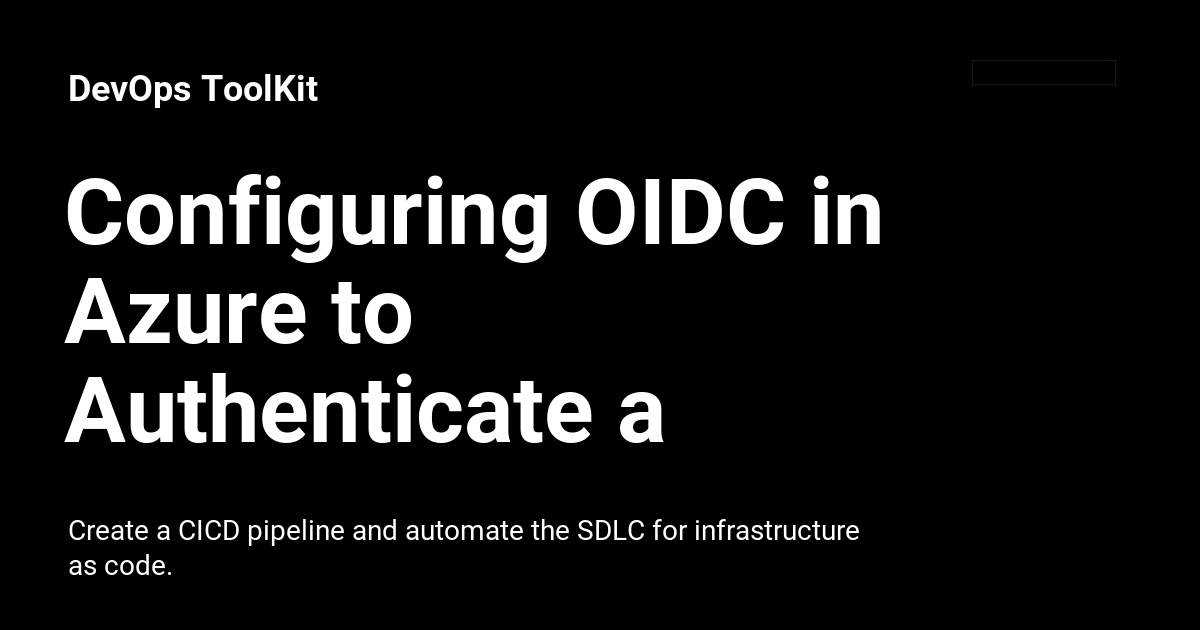 DevOps ToolKit
Configuring OIDC in
Azure to
Authenticate a
Create a CICD pipeline and automate the SDLC for infrastructure
as code.